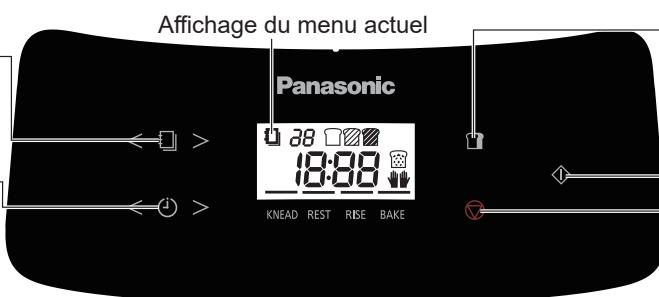 Affichage du menu actuel
Panasonic
38
18:88
KNEAD REST RISE BAKE